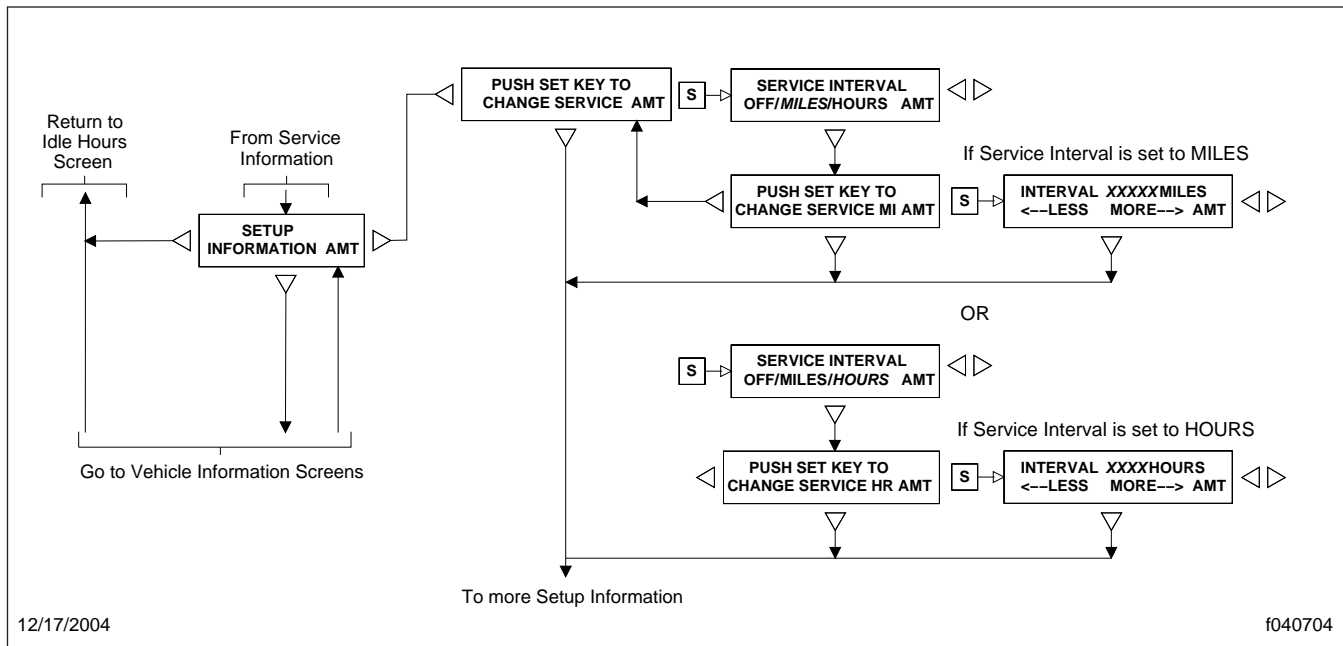 PUSH SET KEY TO
CHANGE SERVICE AMT
S
SERVICE INTERVAL
OFF/MILES/HOURS AMT
Return to
Idle Hours
Screen
From Service
Information
If Service Interval is set to MILES
SETUP
INFORMATION AMT
PUSH SET KEY TO
CHANGE SERVICE MI AMT
S
INTERVAL XXXXX MILES
<--LESS MORE--> AMT
OR
S
SERVICE INTERVAL
OFF/MILES/HOURS AMT
If Service Interval is set to HOURS
Go to Vehicle Information Screens
PUSH SET KEY TO
CHANGE SERVICE HR AMT
S
INTERVAL XXXX HOURS
<--LESS MORE--> AMT
To more Setup Information
12/17/2004
f040704